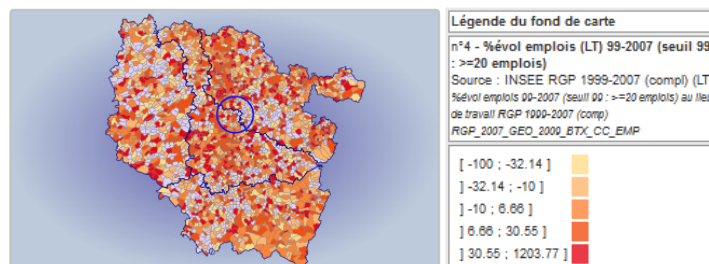 Légende du fond de carte
n°4 - %évol emplois (LT) 99-2007 (seuil 99
: >=20 emplois)
Source : INSEE RGP 1999-2007 (compl) (LT
%évol emplois 99-2007 (seuil 99 : >=20 emplois) au lieu
de travail RGP 1999-2007 (comp)
RGP_2007_GEO_2009_BTX_CC_EMP
[ -100 ; -32.14 ]
] -32.14 ; -10 ]
] -10 ; 6.66 ]
] 6.66 ; 30.55 ]
] 30.55 ; 1203.77 ]